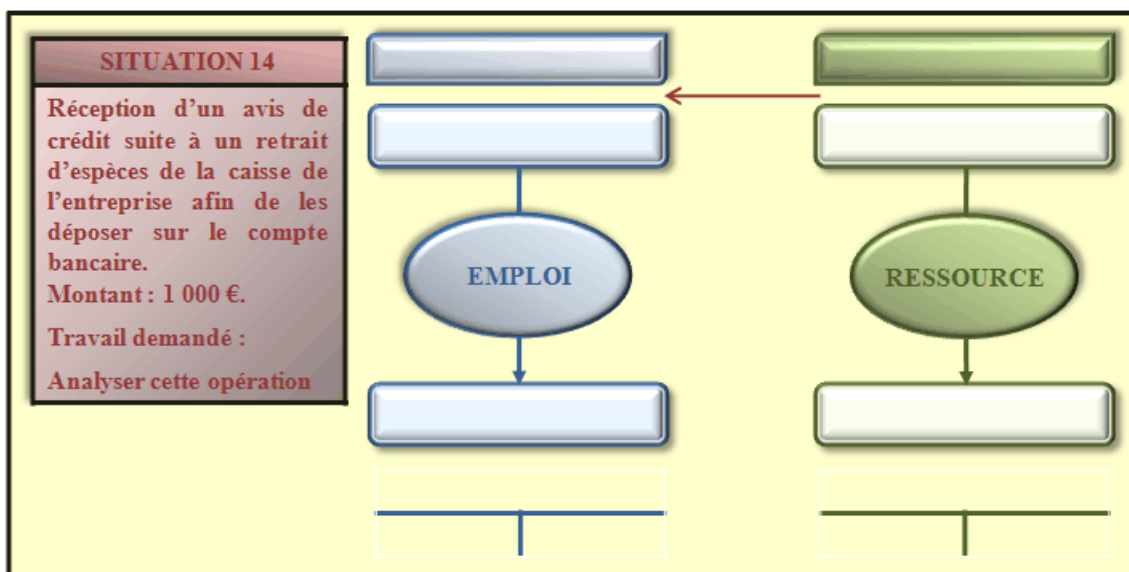 SITUATION 14
Réception d'un avis de
crédit suite à un retrait
d'espèces de la caisse de
l'entreprise afin de les
déposer sur le compte
bancaire.
Montant : 1 000 €.
Travail demandé :
Analyser cette opération
EMPLOI
RESSOURCE